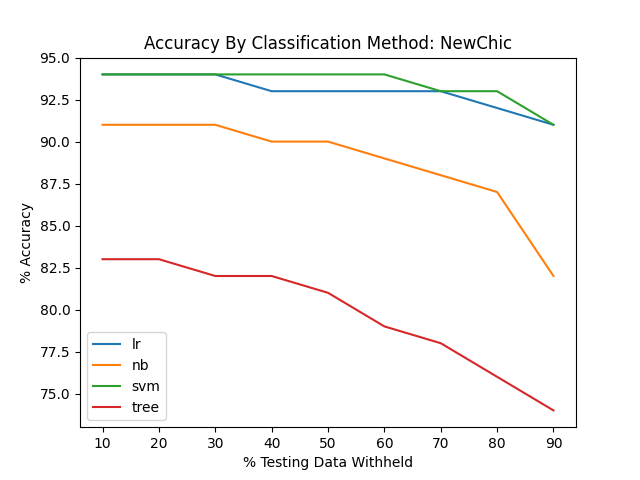 Accuracy By Classification Method: NewChic
% Accuracy
95.0
92.5
90.0
87.5
85.0
82.5
80.0
77.5
75.0
lr
nb
svm
tree
10 20 30 40 50 60 70 80 90
% Testing Data Withheld